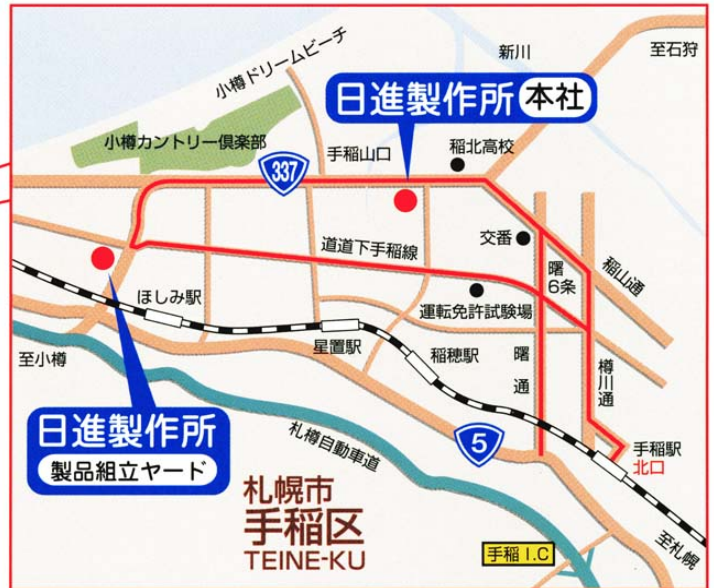 小樽ドリームビーチ
新川
至石狩
日進製作所 本社
小樽カントリー倶楽部
手稲山口
稲北高校
337
交番
道道下手稲線
曙
6条
稲山通
ほしみ駅
運転免許試験場
至小樽
星置駅
稲穂駅
曙通
樽川通
日進製作所
製品組立ヤード
札樽自動車道
5
手稲駅
北口
札幌市
手稲区
TEINE-KU
至札幌
手稲 I.C